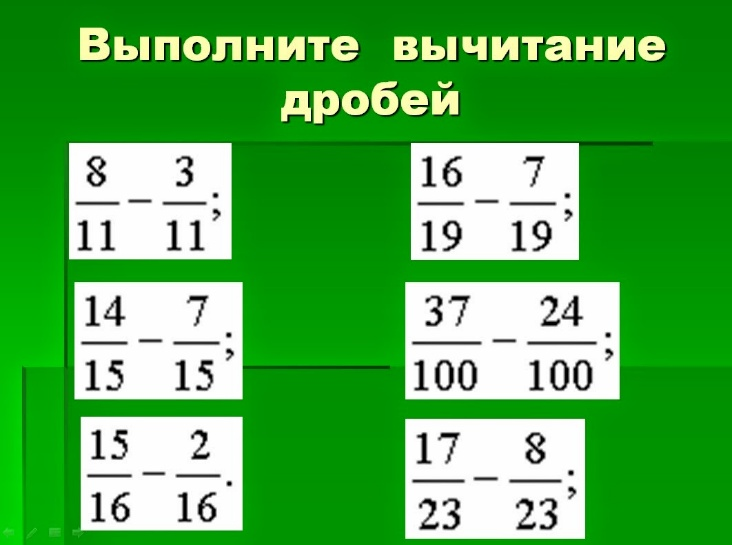 Выполните вычитание
дробей
8/11 − 3/11;
16/19 − 7/19;
14/15 − 7/15;
37/100 − 24/100;
15/16 − 2/16.
17/23 − 8/23;